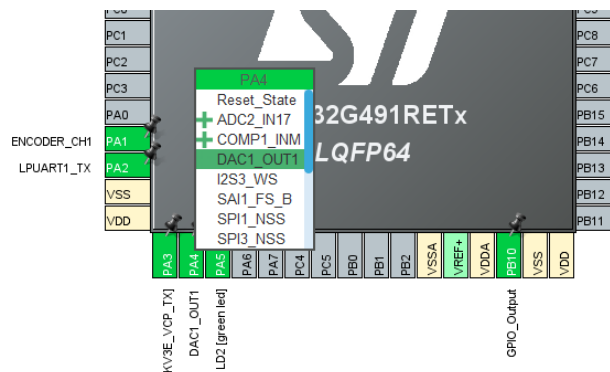 PC1
PC2
PC3
PA0
ENCODER_CH1 PA1
LPUART1_TX PA2
VSS
VDD
PA4
Reset_State
ADC2_IN17
COMP1_INM
DAC1_OUT1
I2S3_WS
SAI1_FS_B
SPI1_NSS
SPI3_NSS
32G491RETx
LQFP64
PC8
PC7
PC6
PB15
PB14
PB13
PB12
PB11
PA3
PA4
PA5
PA6
PA7
PC4
PC5
PB0
PB1
PB2
VSSA
VREF+
VDDA
PB10
VSS
VDD
KV3E_VCP_TX]
DAC1_OUT1
LD2 [green led]
GPIO_Output